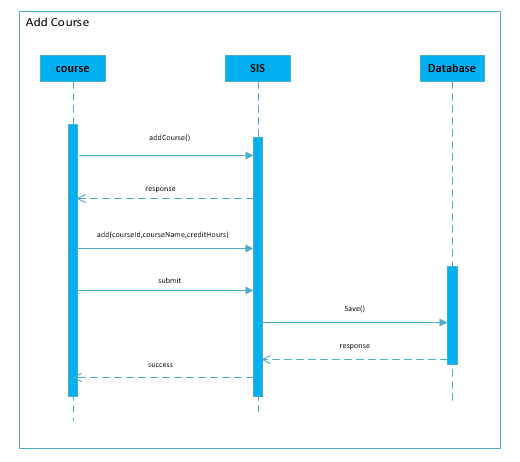 Add Course
course
SIS
Database
addCourse()
response
add(courseId,courseName,creditHours)
submit
Save()
response
success